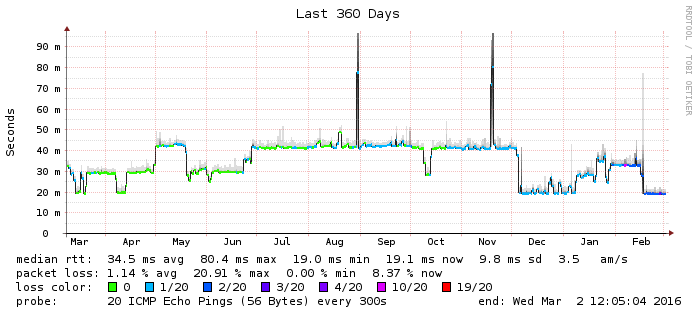 Last 360 Days
RRDTOOL / TOBI OETIKER
Seconds
90 m
80 m
70 m
60 m
50 m
40 m
30 m
20 m
10 m
0
Mar Apr May Jun Jul Aug Sep Oct Nov Dec Jan Feb
median rtt: 34.5 ms avg 80.4 ms max 19.0 ms min 19.1 ms now 9.8 ms sd 3.5 am/s
packet loss: 1.14 % avg 20.91 % max 0.00 % min 8.37 % now
loss color: 0 1/20 2/20 3/20 4/20 10/20 19/20
probe: 20 ICMP Echo Pings (56 Bytes) every 300s end: Wed Mar 2 12:05:04 2016